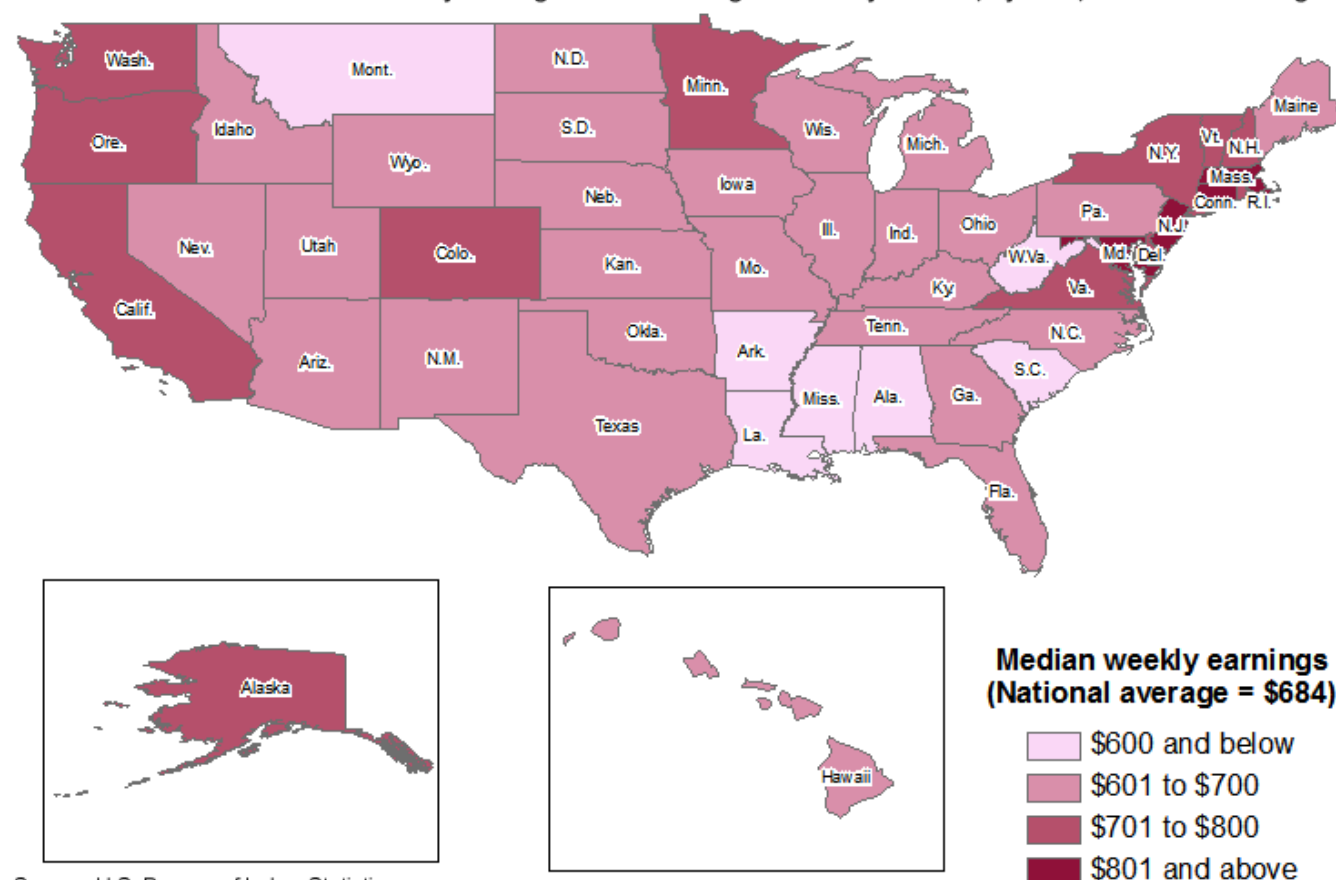 Wash.
Mont.
N.D.
Minn.
Maine
Ore.
Idaho
S.D.
Wis.
Mich.
N.Y.
Vt.
N.H.
Wyo.
Iowa
Mass.
Neb.
Conn.
R.I.
Nev.
Utah
Colo.
Ill.
Ind.
Ohio
Pa.
N.J.
Kan.
Mo.
W.Va.
Md.
Del.
Calif.
Ky.
Va.
Ariz.
N.M.
Okla.
Ark.
Tenn.
N.C.
S.C.
Texas
La.
Miss.
Ala.
Ga.
Fla.
Alaska
Hawaii
Median weekly earnings
(National average = $684)
$600 and below
$601 to $700
$701 to $800
$801 and above